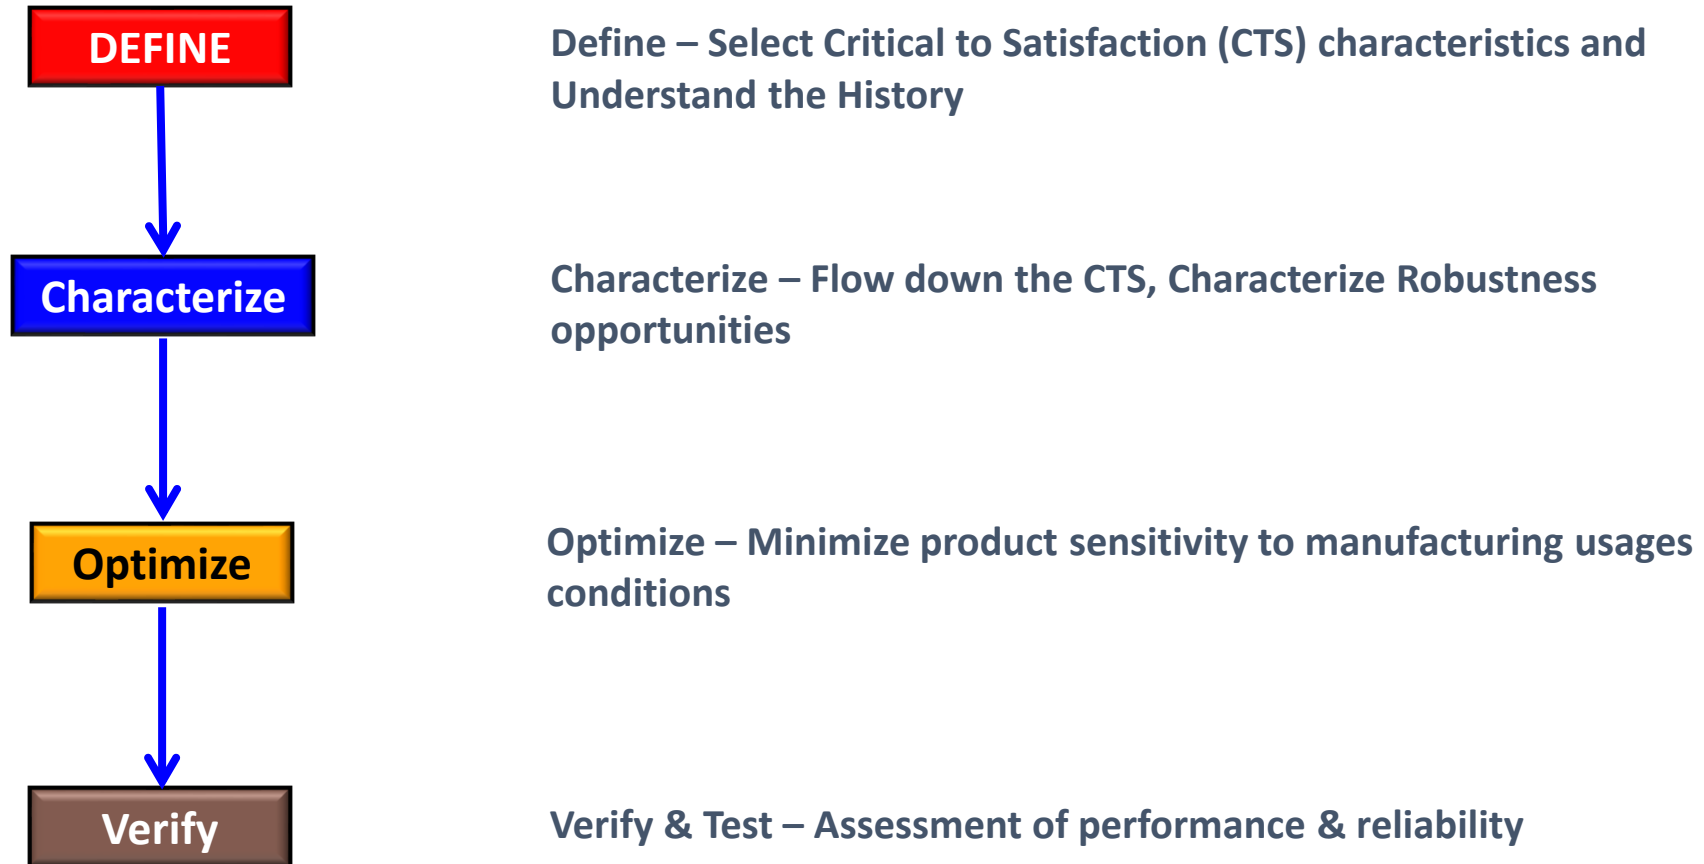 DEFINE
Define – Select Critical to Satisfaction (CTS) characteristics and
Understand the History
Characterize
Characterize – Flow down the CTS, Characterize Robustness
opportunities
Optimize
Optimize – Minimize product sensitivity to manufacturing usages
conditions
Verify
Verify & Test – Assessment of performance & reliability